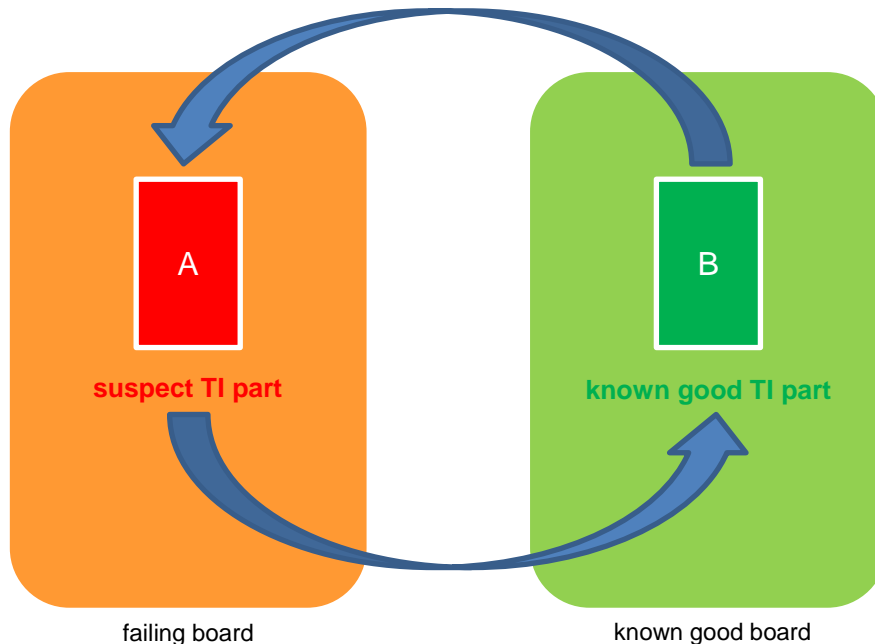 A
B
suspect TI part
known good TI part
failing board
known good board